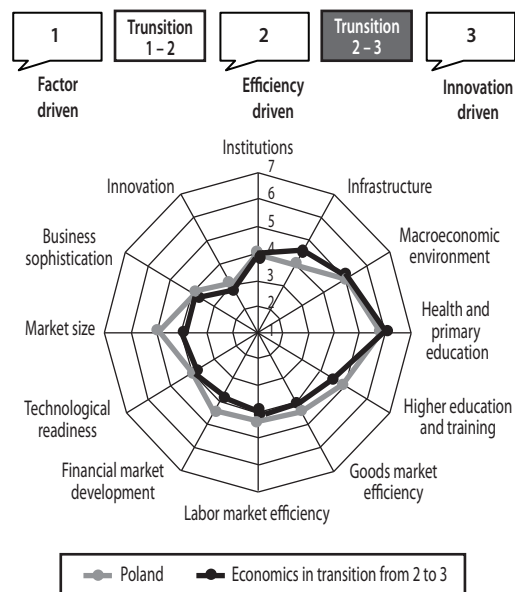 1
Trunsition
1 – 2
2
Trunsition
2 – 3
3
Factor
driven
Efficiency
driven
Innovation
driven
Institutions
7
6
5
4
3
2
1
Infrastructure
Macroeconomic
environment
Health and
primary
education
Higher education
and training
Goods market
efficiency
Labor market efficiency
Financial market
development
Technological
readiness
Market size
Business
sophistication
Innovation
Poland
Economics in transition from 2 to 3